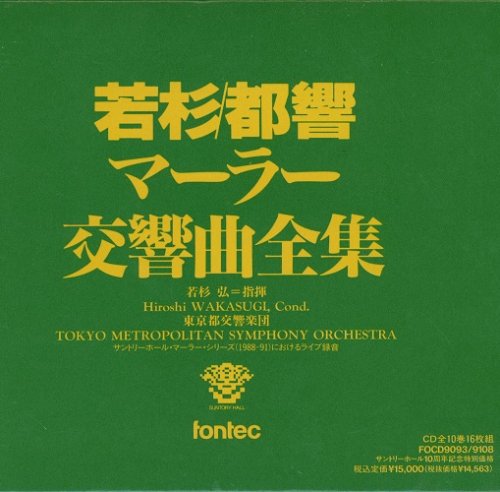 若杉/都響
マーラー
交響曲全集
若杉 弘=指揮
Hiroshi WAKASUGI, Cond.
東京都交響楽団
TOKYO METROPOLITAN SYMPHONY ORCHESTRA
サントリーホール・マーラー・シリーズ(1988-91)におけるライブ録音
SUNTORY HALL
fontec
CD全10巻16枚組
FOCD9093/9108
サントリーホール10周年記念特別価格
税込定価¥15,000(税抜価格¥14,563)